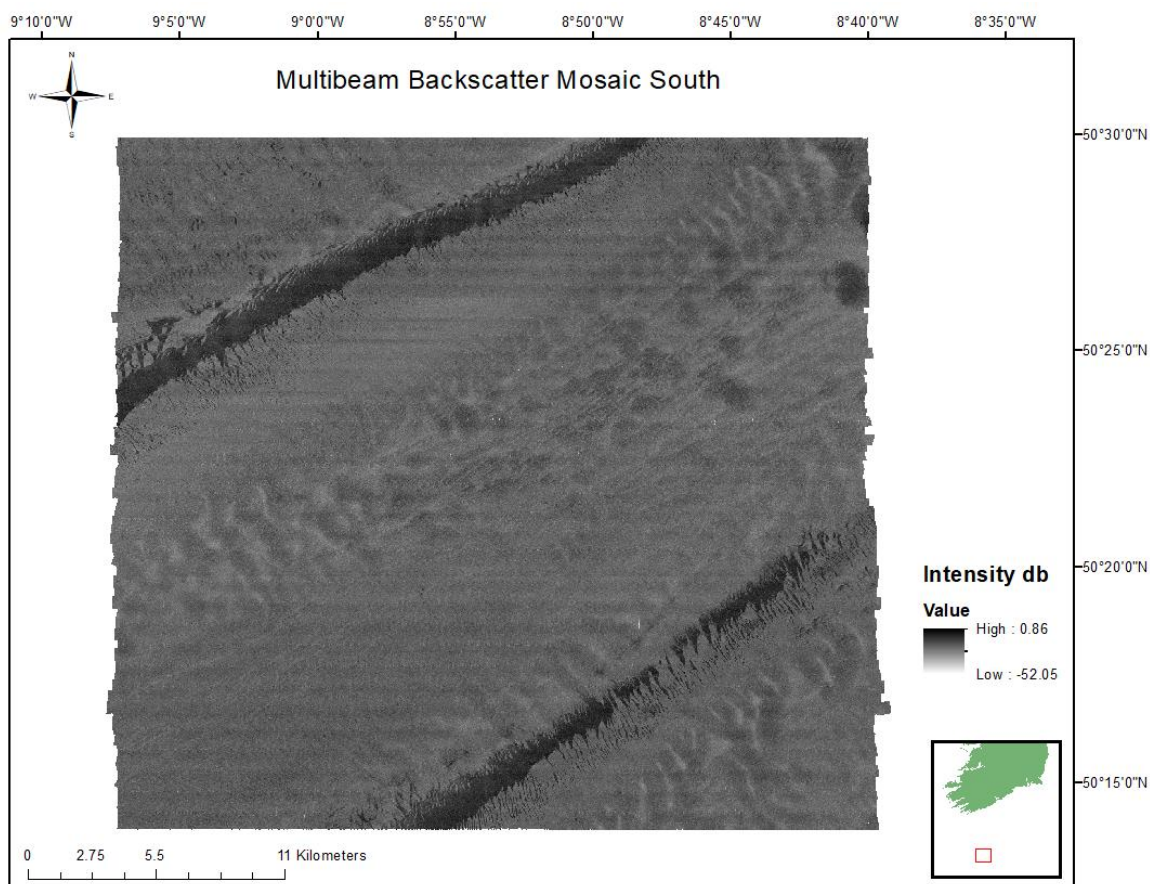 9°10'0"W 9°5'0"W 9°0'0"W 8°55'0"W 8°50'0"W 8°45'0"W 8°40'0"W 8°35'0"W
N
W E
S
Multibeam Backscatter Mosaic South
50°30'0"N
50°25'0"N
50°20'0"N
50°15'0"N
Intensity db
Value
High : 0.86
Low : -52.05
0 2.75 5.5 11 Kilometers